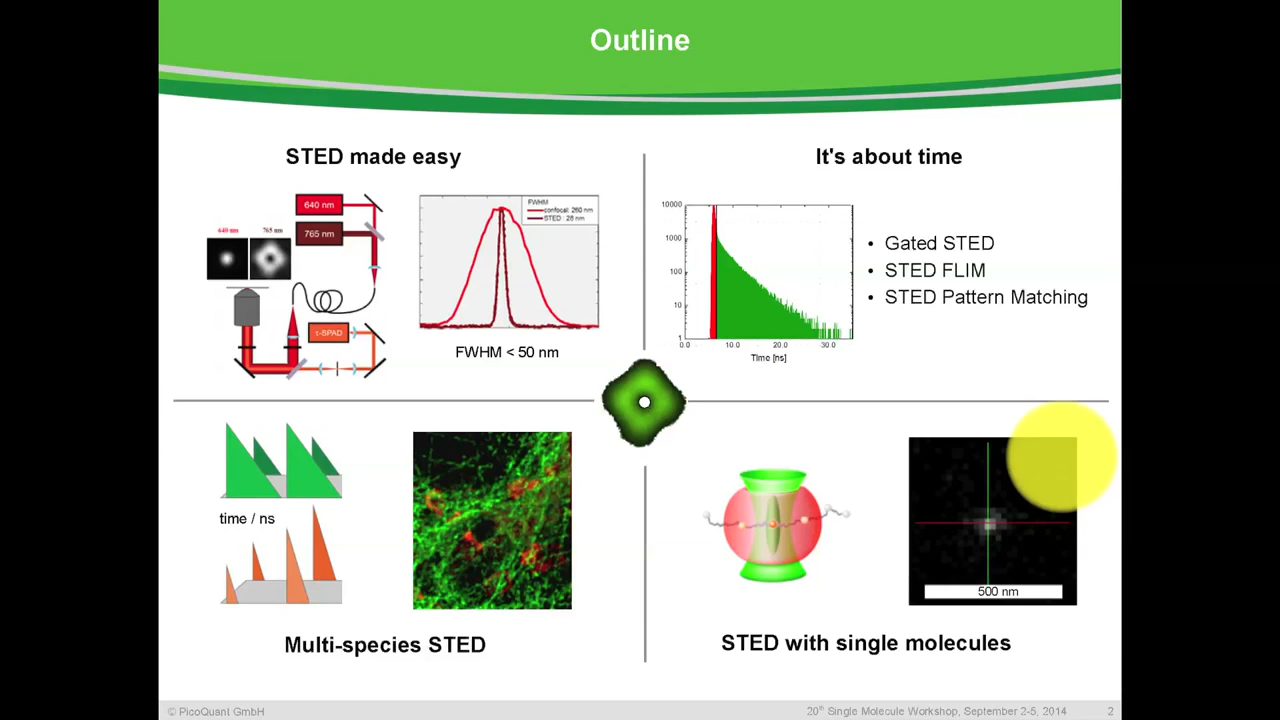 Outline
STED made easy
640 nm
765 nm
640 nm
765 nm
τ-SPAD
FWHM
confocal: 260 nm
STED : 28 nm
FWHM < 50 nm
It's about time
10000
1000
100
10
1
0.0 10.0 20.0 30.0
Time [ns]
• Gated STED
• STED FLIM
• STED Pattern Matching
time / ns
Multi-species STED
500 nm
STED with single molecules
© PicoQuant GmbH
20th Single Molecule Workshop, September 2-5, 2014
2